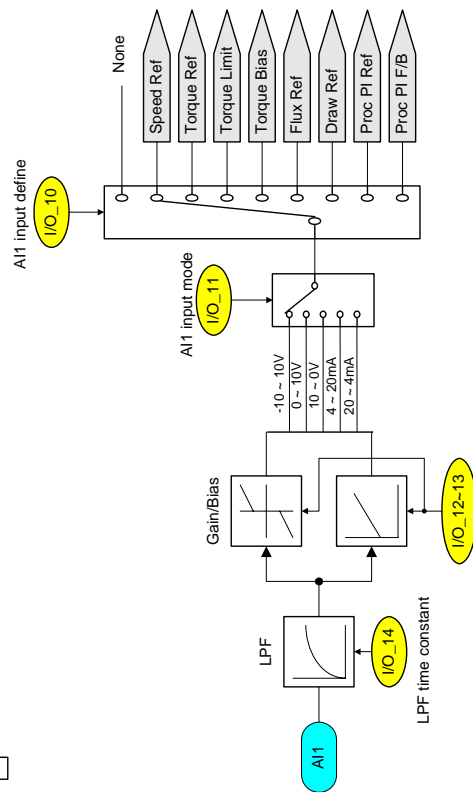 AI1
LPF
I/O_14
LPF time constant
Gain/Bias
I/O_12~13
-10 ~ 10V
0 ~ 10V
10 ~ 0V
4 ~ 20mA
20 ~ 4mA
AI1 input mode
I/O_11
AI1 input define
I/O_10
None
Speed Ref
Torque Ref
Torque Limit
Torque Bias
Flux Ref
Draw Ref
Proc PI Ref
Proc PI F/B